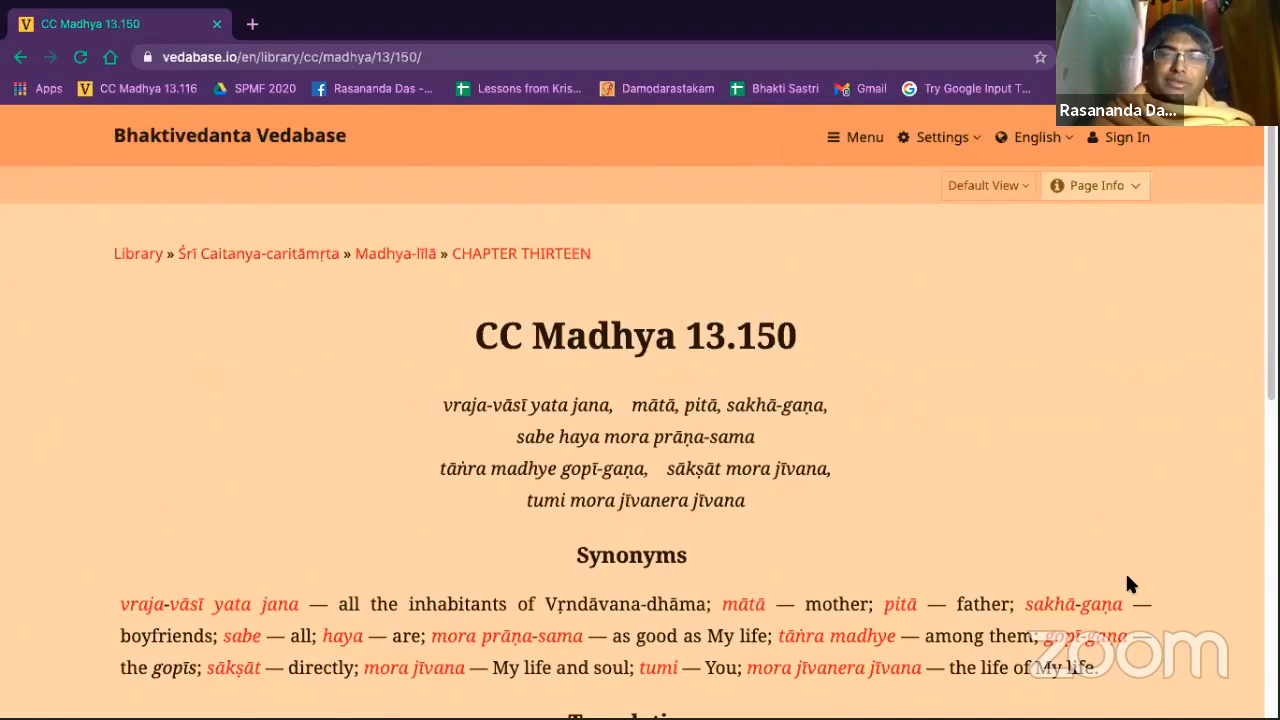 CC Madhya 13.150
vedabase.io/en/library/cc/madhya/13/150/
Apps CC Madhya 13.116 SPMF 2020 Rasananda Das -... Lessons from Kris... Damodarastakam Bhakti Sastri Gmail Try Google Input T...
Rasananda Da...
Bhaktivedanta Vedabase Menu Settings English Sign In
Default View Page Info
Library » Śrī Caitanya-caritāmṛta » Madhya-līlā » CHAPTER THIRTEEN
CC Madhya 13.150
vraja-vāsī yata jana, mātā, pitā, sakhā-gaṇa,
sabe haya mora prāṇa-sama
tāṅra madhye gopī-gaṇa, sākṣāt mora jīvana,
tumi mora jīvanera jīvana
Synonyms
vraja-vāsī yata jana — all the inhabitants of Vṛndāvana-dhāma; mātā — mother; pitā — father; sakhā-gaṇa —
boyfriends; sabe — all; haya — are; mora prāṇa-sama — as good as My life; tāṅra madhye — among them; gopī-gaṇa —
the gopīs; sākṣāt — directly; mora jīvana — My life and soul; tumi — You; mora jīvanera jīvana — the life of My life.
zoom